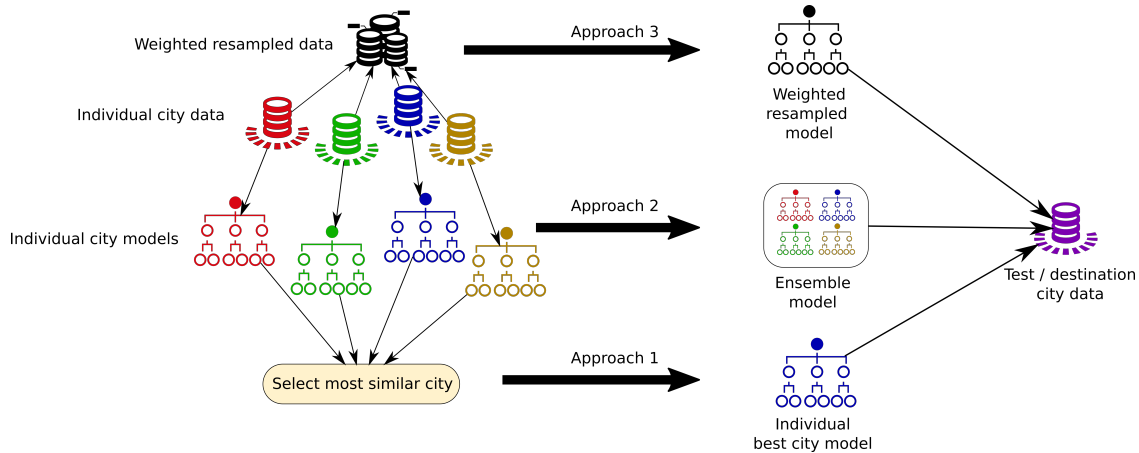 Weighted resampled data
Approach 3
Weighted
resampled
model
Individual city data
Individual city models
Approach 2
Ensemble
model
Test / destination
city data
Select most similar city
Approach 1
Individual
best city model